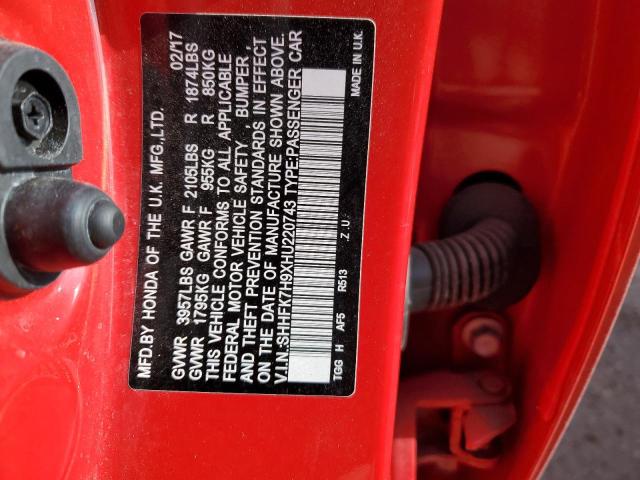 MFD.BY HONDA OF THE U.K. MFG.,LTD. 02/17
GVWR 3957LBS GAWR F 2105LBS R 1874LBS
GVWR 1795KG GAWR F 955KG R 850KG
THIS VEHICLE CONFORMS TO ALL APPLICABLE
FEDERAL MOTOR VEHICLE SAFETY , BUMPER ,
AND THEFT PREVENTION STANDARDS IN EFFECT
ON THE DATE OF MANUFACTURE SHOWN ABOVE.
V.I.N:SHHFK7H9XHU220743 TYPE:PASSENGER CAR
TGG H AF5 R513 .Z.U. MADE IN U.K.